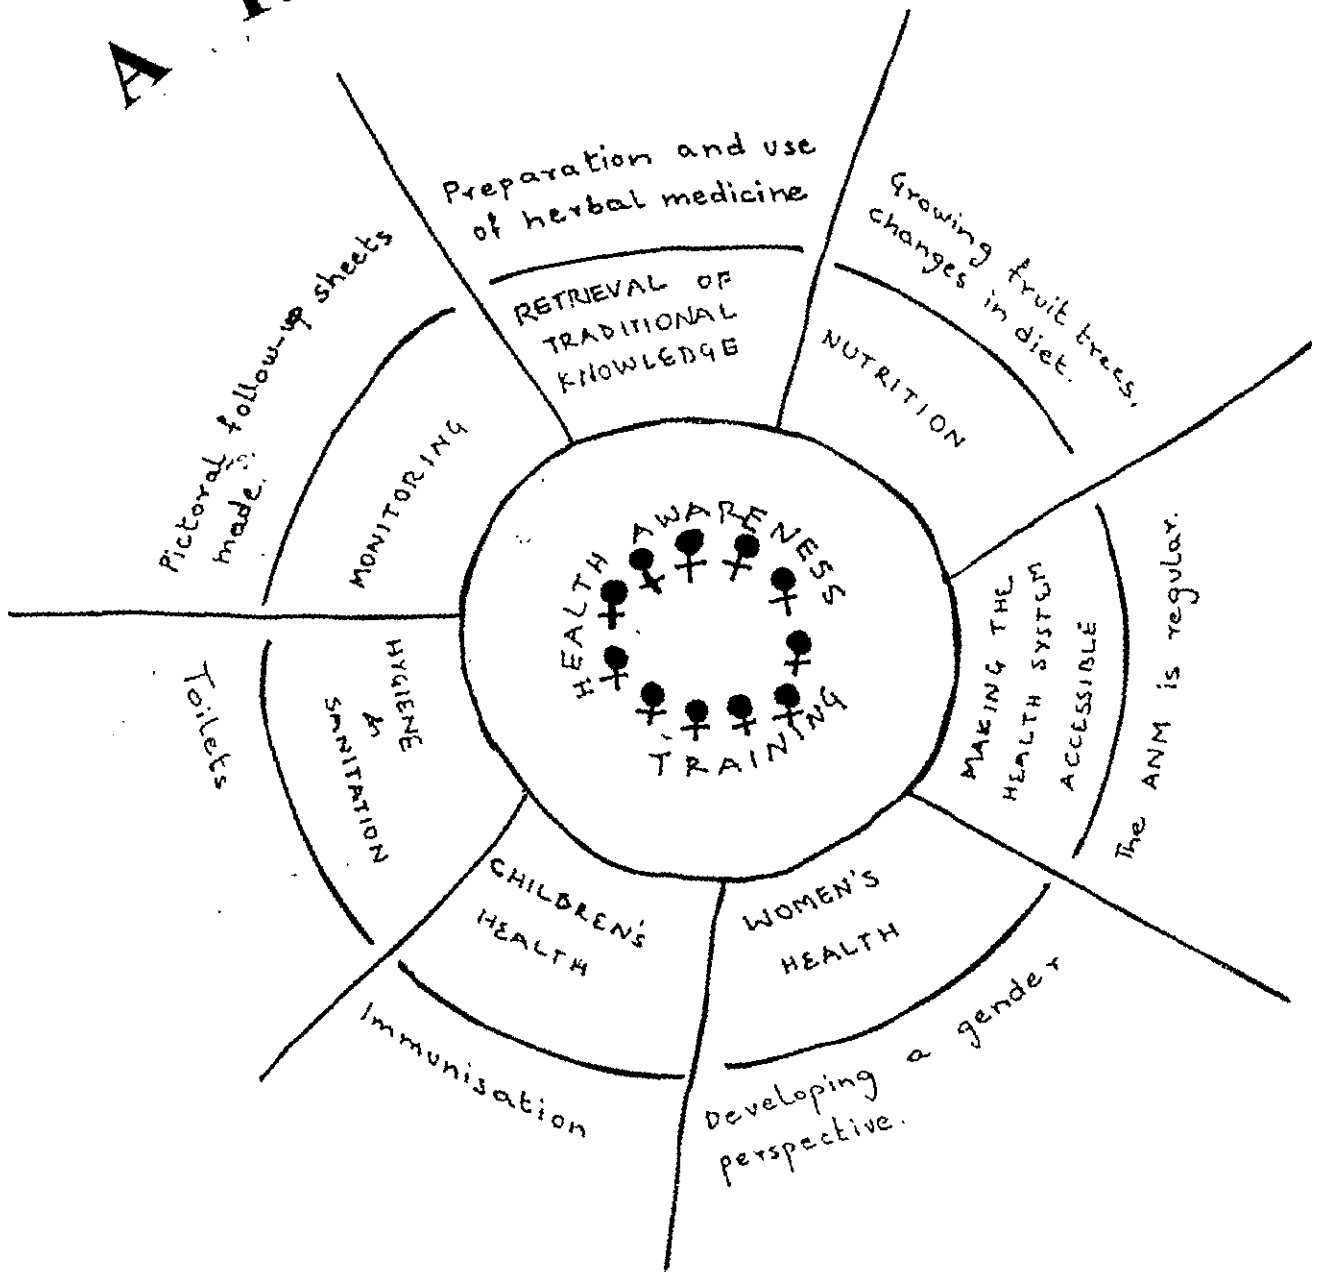 A
Preparation and use
of herbal medicine
RETRIEVAL OF
TRADITIONAL
KNOWLEDGE
Growing fruit trees,
changes in diet.
NUTRITION
The ANM is regular.
MAKING THE
HEALTH SYSTEM
ACCESSIBLE
WOMEN'S
HEALTH
Developing a gender
perspective.
CHILDREN'S
HEALTH
Immunisation
HYGIENE
&
SANITATION
Toilets
Pictoral follow-up sheets
made.
MONITORING
HEALTH AWARENESS
TRAINING